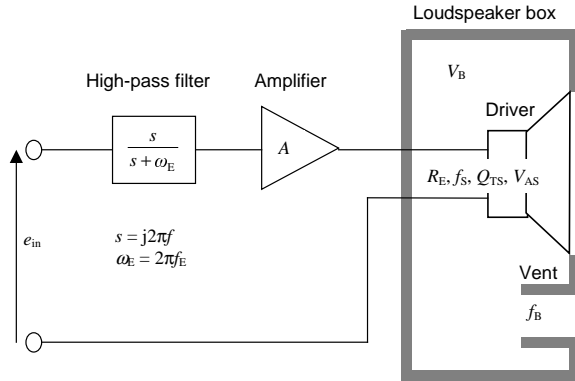 Loudspeaker box
V_B
High-pass filter
Amplifier
Driver
s
s + ω_E
A
R_E, f_S, Q_TS, V_AS
e_in
s = j2πf
ω_E = 2πf_E
Vent
f_B